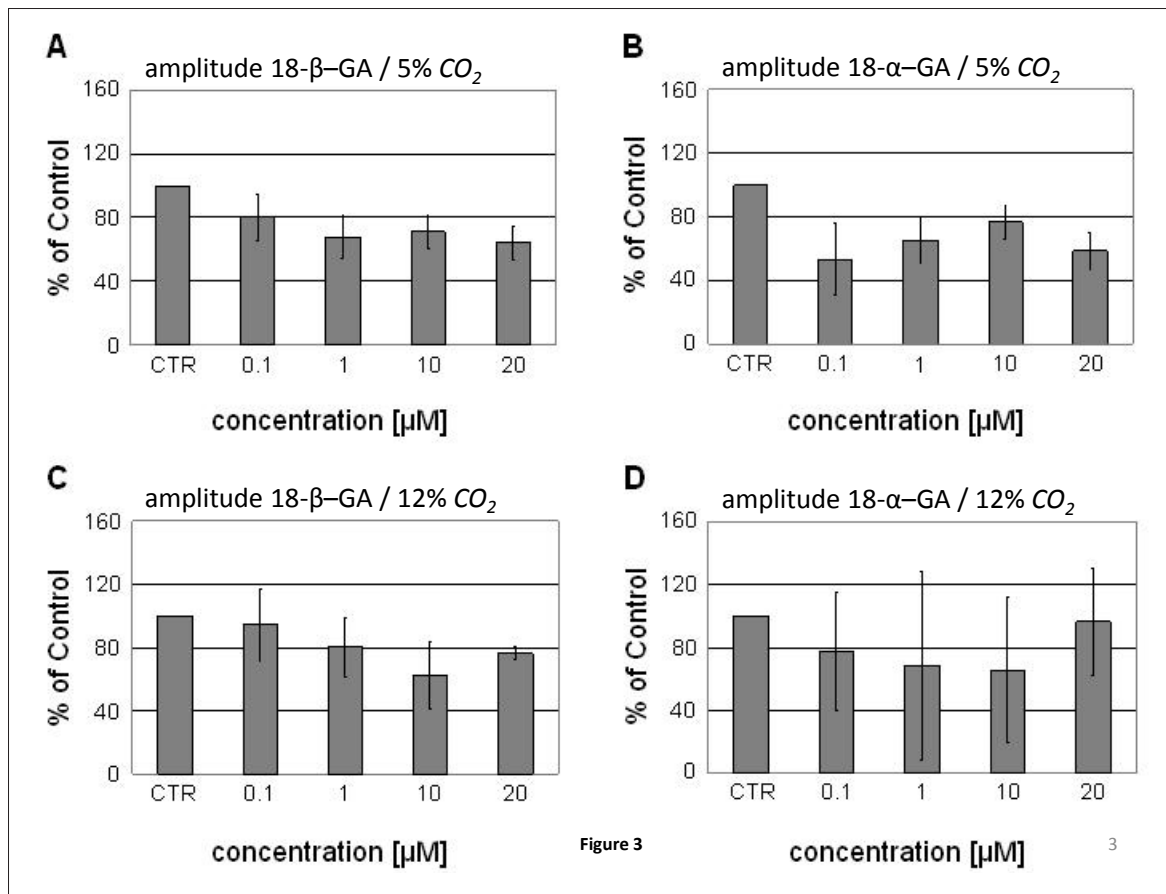 A
amplitude 18-β–GA / 5% CO2
% of Control
160
120
80
40
0
CTR 0.1 1 10 20
concentration [µM]
B
amplitude 18-α–GA / 5% CO2
% of Control
160
120
80
40
0
CTR 0.1 1 10 20
concentration [µM]
C
amplitude 18-β–GA / 12% CO2
% of Control
160
120
80
40
0
CTR 0.1 1 10 20
concentration [µM]
D
amplitude 18-α–GA / 12% CO2
% of Control
160
120
80
40
0
CTR 0.1 1 10 20
concentration [µM]
Figure 3
3